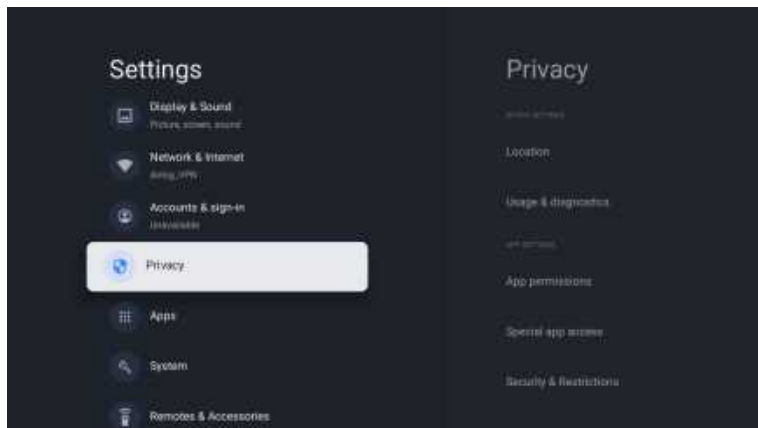 Settings
Display & Sound
Picture, screen, sound
Network & Internet
Accounts & sign-in
Unavailable
Privacy
Apps
System
Remotes & Accessories
Privacy
Location
Usage & diagnostics
App permissions
Special app access
Security & Restrictions